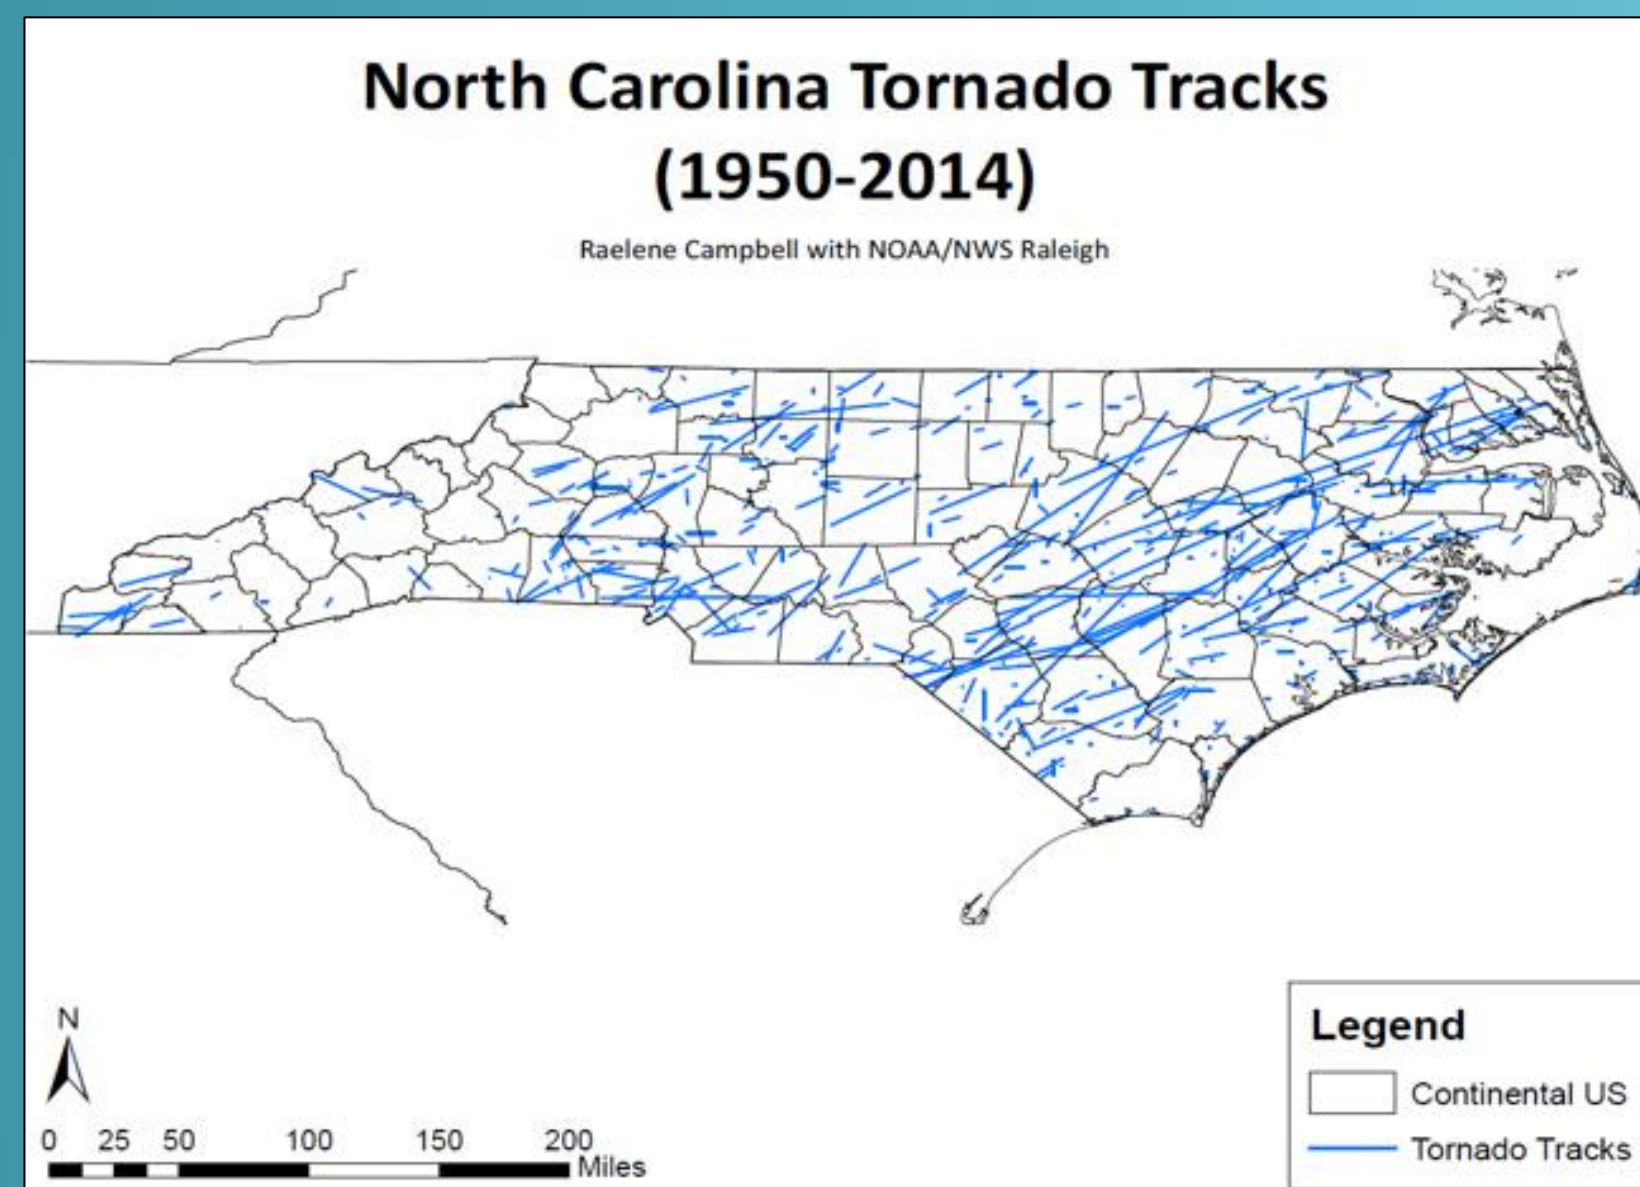 North Carolina Tornado Tracks
(1950-2014)
Raelene Campbell with NOAA/NWS Raleigh
N
0 25 50 100 150 200
Miles
Legend
Continental US
Tornado Tracks